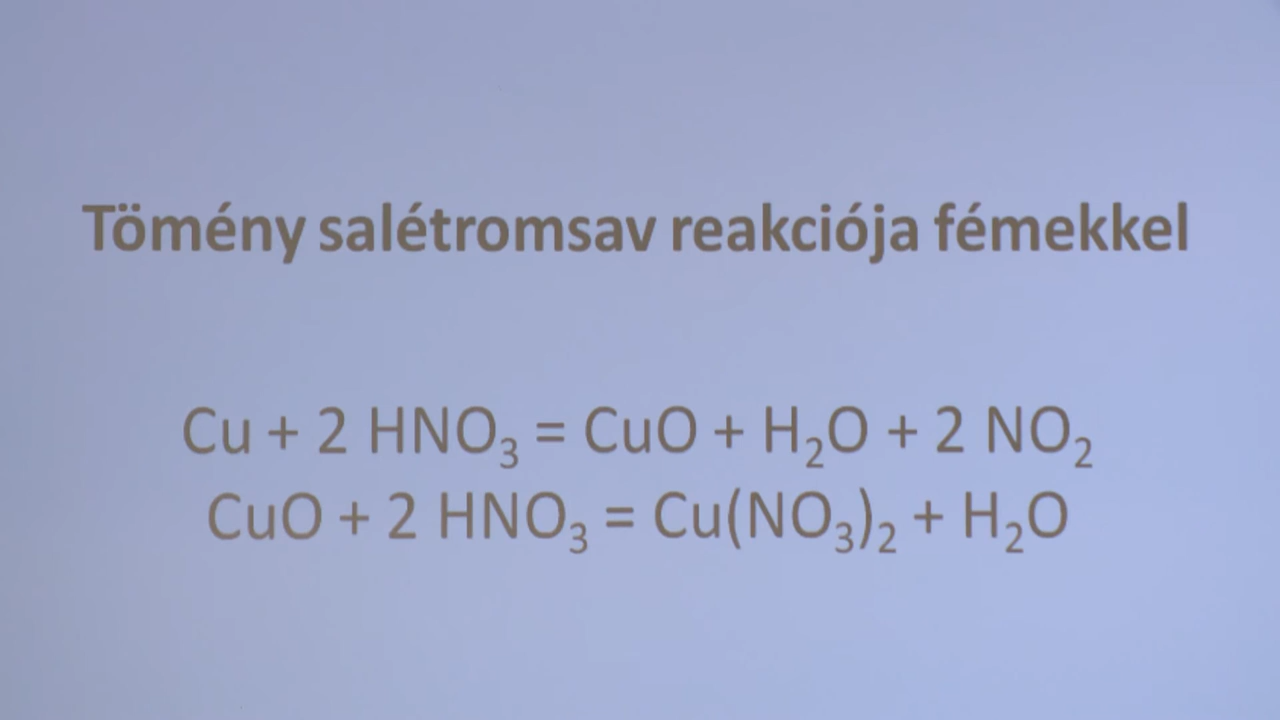 Tömény salétromsav reakciója fémekkel
Cu + 2 HNO₃ = CuO + H₂O + 2 NO₂
CuO + 2 HNO₃ = Cu(NO₃)₂ + H₂O